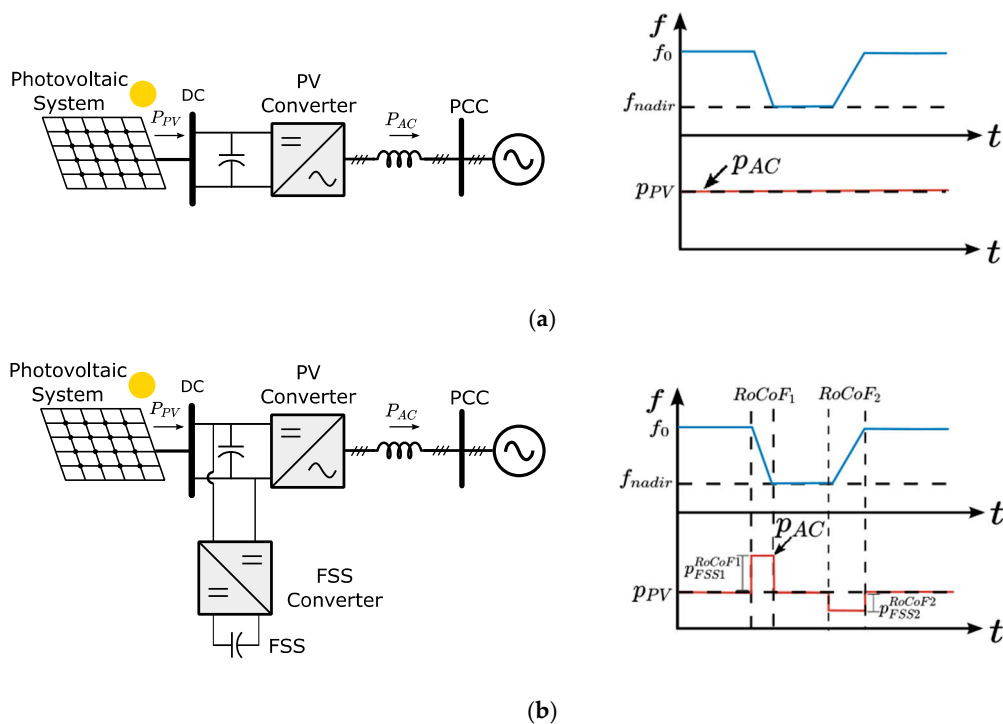 Photovoltaic
System
P_PV
DC
PV
Converter
P_AC
PCC
f
f_0
f_nadir
t
p_AC
p_PV
t
(a)
Photovoltaic
System
P_PV
DC
PV
Converter
P_AC
PCC
FSS
Converter
FSS
f
RoCoF_1 RoCoF_2
f_0
f_nadir
t
p_AC
p_FSS1^RoCoF1
p_PV
p_FSS2^RoCoF2
t
(b)